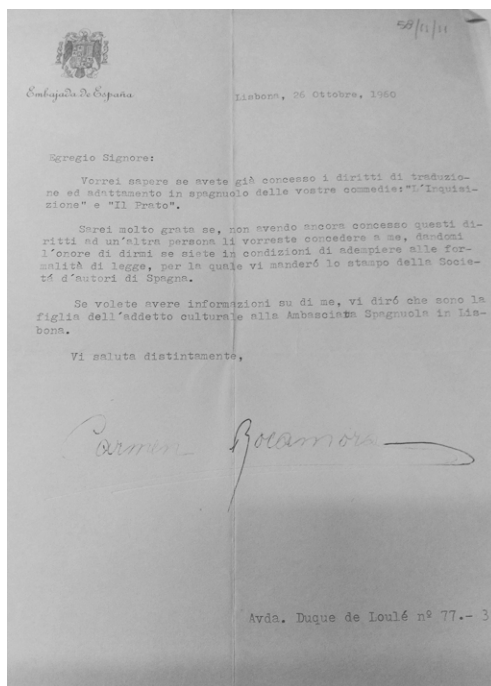 58/11/11
Embajada de España
Lisbona, 26 Ottobre, 1960
Egregio Signore:
Vorrei sapere se avete già concesso i diritti di traduzio-
ne ed adattamento in spagnuolo delle vostre commedie:"L'Inquisi-
zione" e "Il Prato".
Sarei molto grata se, non avendo ancora concesso questi di-
ritti ad un'altra persona li vorreste concedere a me, dandomi
l'onore di dirmi se siete in condizioni di adempiere alle for-
malità di legge, per la quale vi manderó lo stampo della Socie-
tá d'autori di Spagna.
Se volete avere informazioni su di me, vi diró che sono la
figlia dell'addetto culturale alla Ambasciata Spagnuola in Lis-
bona.
Vi saluta distintamente,
Carmen Rocamora
Avda. Duque de Loulé nº 77.- 3